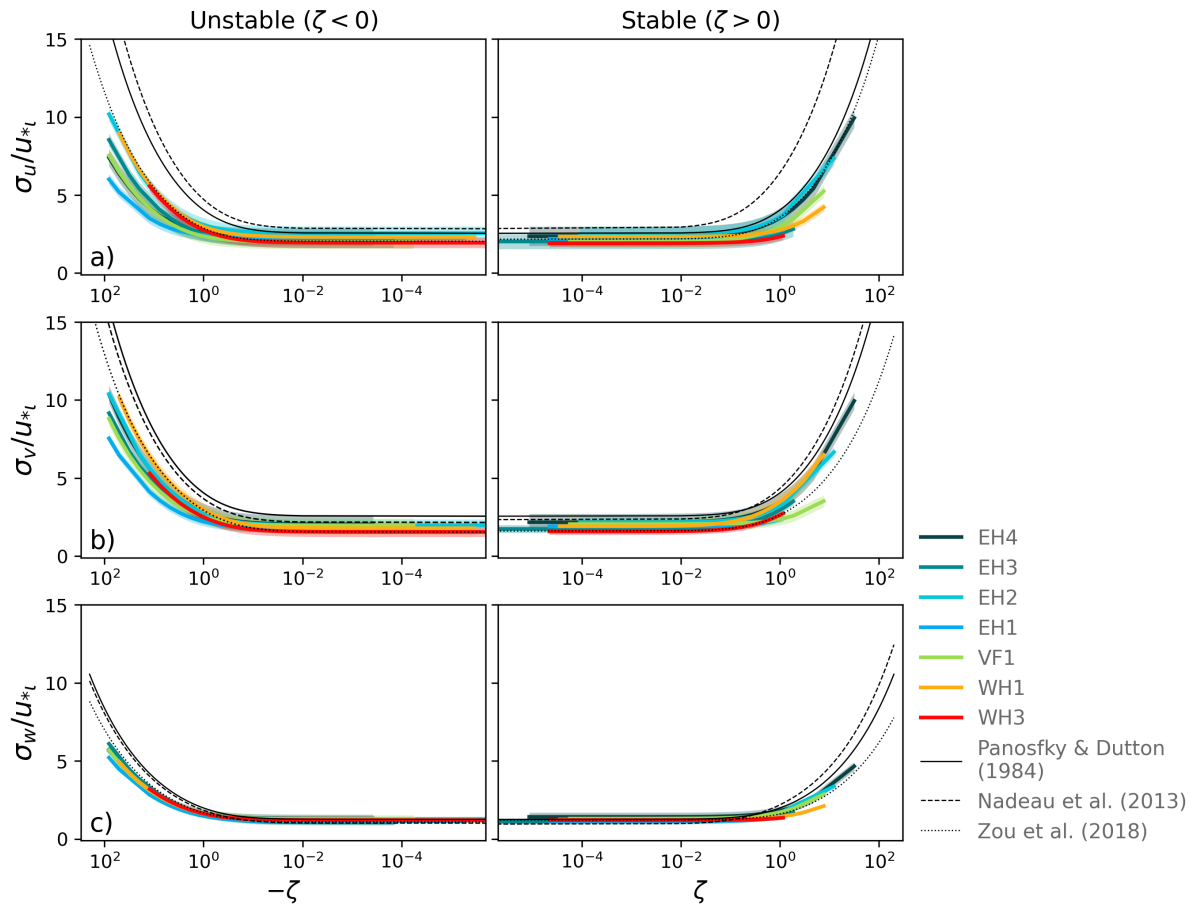 Unstable (ζ < 0) Stable (ζ > 0)
σu/u*ι
15
10
5
0
a)
10² 10⁰ 10⁻² 10⁻⁴ 10⁻⁴ 10⁻² 10⁰ 10²
σv/u*ι
15
10
5
0
b)
10² 10⁰ 10⁻² 10⁻⁴ 10⁻⁴ 10⁻² 10⁰ 10²
σw/u*ι
15
10
5
0
c)
10² 10⁰ 10⁻² 10⁻⁴ 10⁻⁴ 10⁻² 10⁰ 10²
−ζ ζ
EH4
EH3
EH2
EH1
VF1
WH1
WH3
Panosfky & Dutton
(1984)
Nadeau et al. (2013)
Zou et al. (2018)